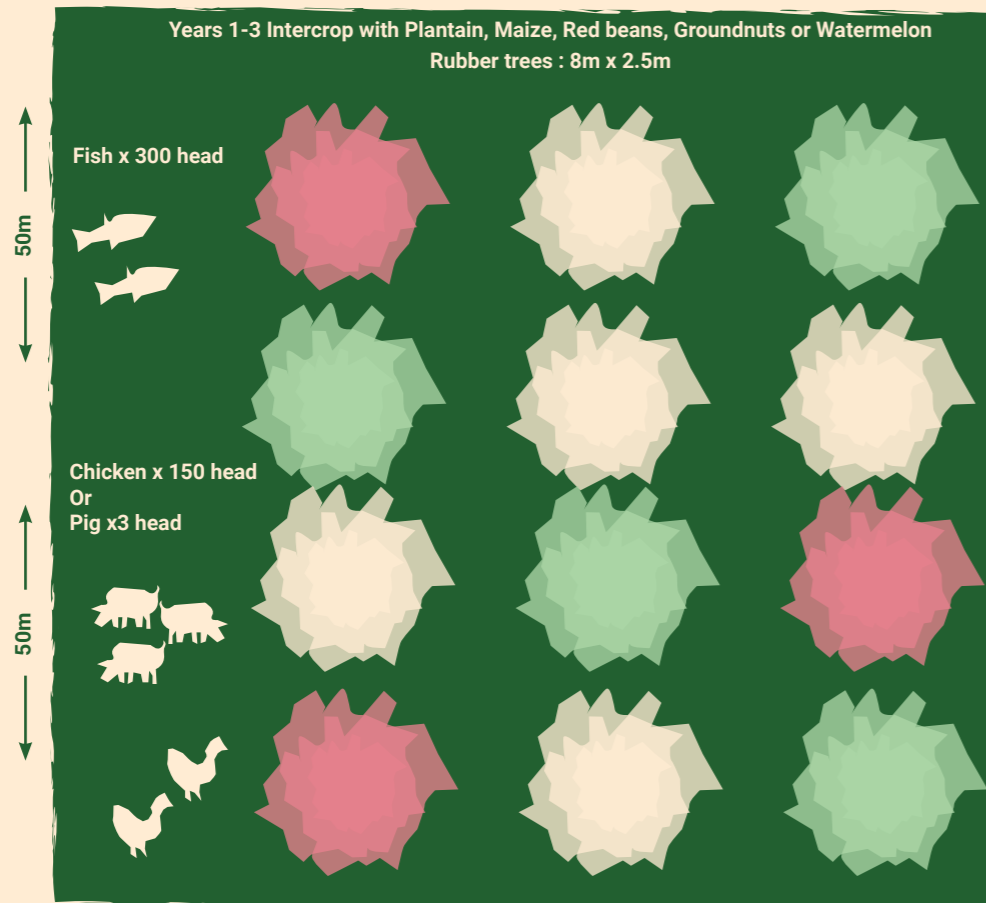 Years 1-3 Intercrop with Plantain, Maize, Red beans, Groundnuts or Watermelon
Rubber trees : 8m x 2.5m
Fish x 300 head
50m
Chicken x 150 head
Or
Pig x3 head
50m